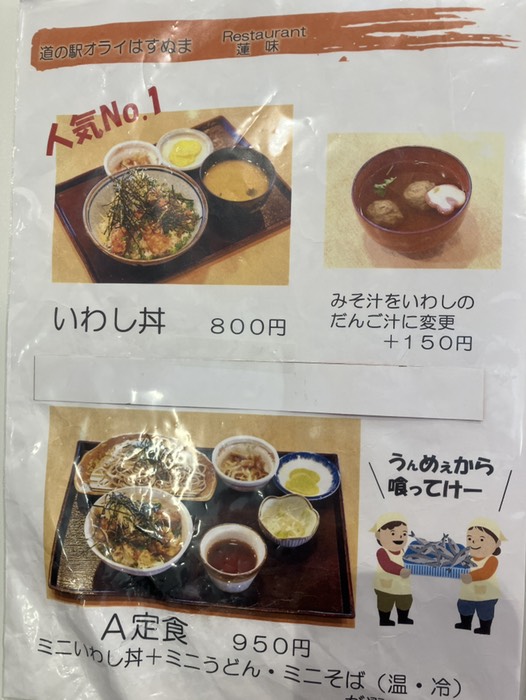 道の駅オライはすぬま
Restaurant
蓮味
人気No.1
いわし丼 800円
みそ汁をいわしの
だんご汁に変更
＋150円
うんめぇから
喰ってけー
A定食 950円
ミニいわし丼＋ミニうどん・ミニそば（温・冷）